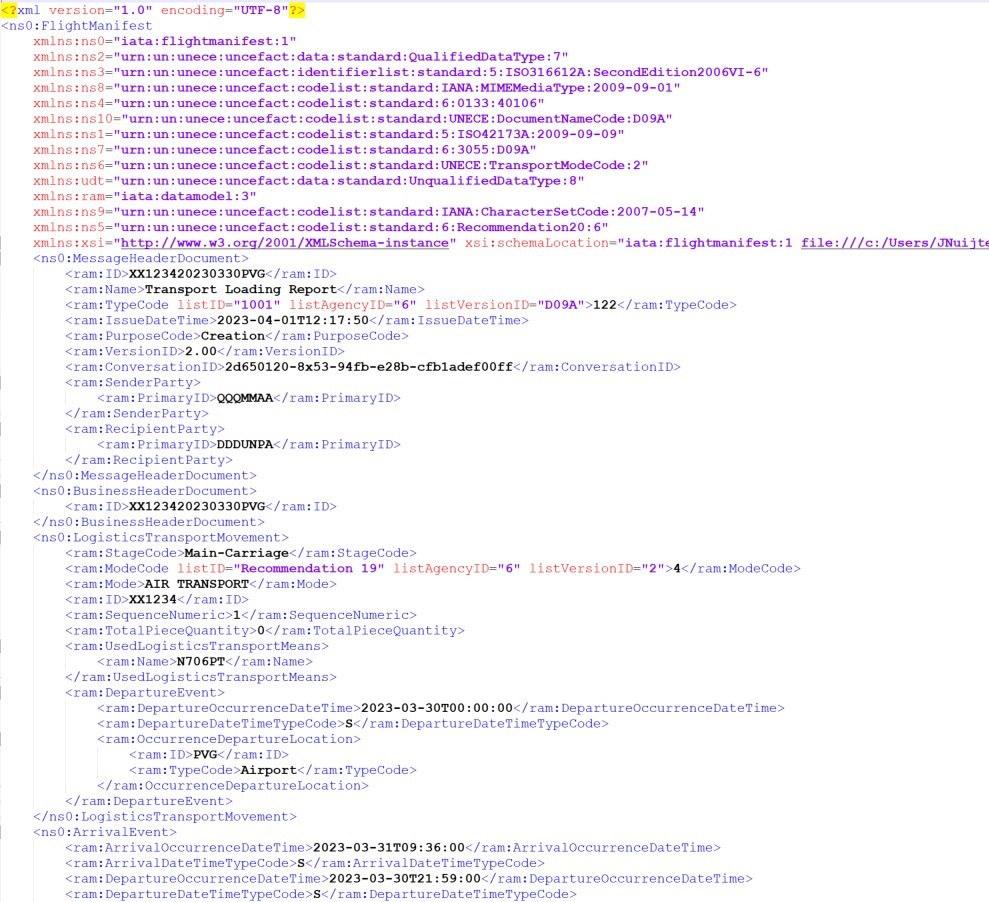 <?xml version="1.0" encoding="UTF-8"?>
<ns0:FlightManifest
xmlns:ns0="iata:flightmanifest:1"
xmlns:ns2="urn:un:unece:uncefact:data:standard:QualifiedDataType:7"
xmlns:ns3="urn:un:unece:uncefact:identifierlist:standard:5:ISO316612A:SecondEdition2006VI-6"
xmlns:ns8="urn:un:unece:uncefact:codelist:standard:IANA:MIMEMediaType:2009-09-01"
xmlns:ns4="urn:un:unece:uncefact:codelist:standard:6:0133:40106"
xmlns:ns10="urn:un:unece:uncefact:codelist:standard:UNECE:DocumentNameCode:D09A"
xmlns:ns1="urn:un:unece:uncefact:codelist:standard:5:ISO42173A:2009-09-09"
xmlns:ns7="urn:un:unece:uncefact:codelist:standard:6:3055:D09A"
xmlns:ns6="urn:un:unece:uncefact:codelist:standard:UNECE:TransportModeCode:2"
xmlns:udt="urn:un:unece:uncefact:data:standard:UnqualifiedDataType:8"
xmlns:ram="iata:datamodel:3"
xmlns:ns9="urn:un:unece:uncefact:codelist:standard:IANA:CharacterSetCode:2007-05-14"
xmlns:ns5="urn:un:unece:uncefact:codelist:standard:6:Recommendation20:6"
xmlns:xsi="http://www.w3.org/2001/XMLSchema-instance" xsi:schemaLocation="iata:flightmanifest:1 file:///c:/Users/JNuijte
<ns0:MessageHeaderDocument>
<ram:ID>XX123420230330PVG</ram:ID>
<ram:Name>Transport Loading Report</ram:Name>
<ram:TypeCode listID="1001" listAgencyID="6" listVersionID="D09A">122</ram:TypeCode>
<ram:IssueDateTime>2023-04-01T12:17:50</ram:IssueDateTime>
<ram:PurposeCode>Creation</ram:PurposeCode>
<ram:VersionID>2.00</ram:VersionID>
<ram:ConversationID>2d650120-8x53-94fb-e28b-cfb1adef00ff</ram:ConversationID>
<ram:SenderParty>
<ram:PrimaryID>QQQMMAA</ram:PrimaryID>
</ram:SenderParty>
<ram:RecipientParty>
<ram:PrimaryID>DDDUNPA</ram:PrimaryID>
</ram:RecipientParty>
</ns0:MessageHeaderDocument>
<ns0:BusinessHeaderDocument>
<ram:ID>XX123420230330PVG</ram:ID>
</ns0:BusinessHeaderDocument>
<ns0:LogisticsTransportMovement>
<ram:StageCode>Main-Carriage</ram:StageCode>
<ram:ModeCode listID="Recommendation 19" listAgencyID="6" listVersionID="2">4</ram:ModeCode>
<ram:Mode>AIR TRANSPORT</ram:Mode>
<ram:ID>XX1234</ram:ID>
<ram:SequenceNumeric>1</ram:SequenceNumeric>
<ram:TotalPieceQuantity>0</ram:TotalPieceQuantity>
<ram:UsedLogisticsTransportMeans>
<ram:Name>N706PT</ram:Name>
</ram:UsedLogisticsTransportMeans>
<ram:DepartureEvent>
<ram:DepartureOccurrenceDateTime>2023-03-30T00:00:00</ram:DepartureOccurrenceDateTime>
<ram:DepartureDateTimeTypeCode>S</ram:DepartureDateTimeTypeCode>
<ram:OccurrenceDepartureLocation>
<ram:ID>PVG</ram:ID>
<ram:TypeCode>Airport</ram:TypeCode>
</ram:OccurrenceDepartureLocation>
</ram:DepartureEvent>
</ns0:LogisticsTransportMovement>
<ns0:ArrivalEvent>
<ram:ArrivalOccurrenceDateTime>2023-03-31T09:36:00</ram:ArrivalOccurrenceDateTime>
<ram:ArrivalDateTimeTypeCode>S</ram:ArrivalDateTimeTypeCode>
<ram:DepartureOccurrenceDateTime>2023-03-30T21:59:00</ram:DepartureOccurrenceDateTime>
<ram:DepartureDateTimeTypeCode>S</ram:DepartureDateTimeTypeCode>